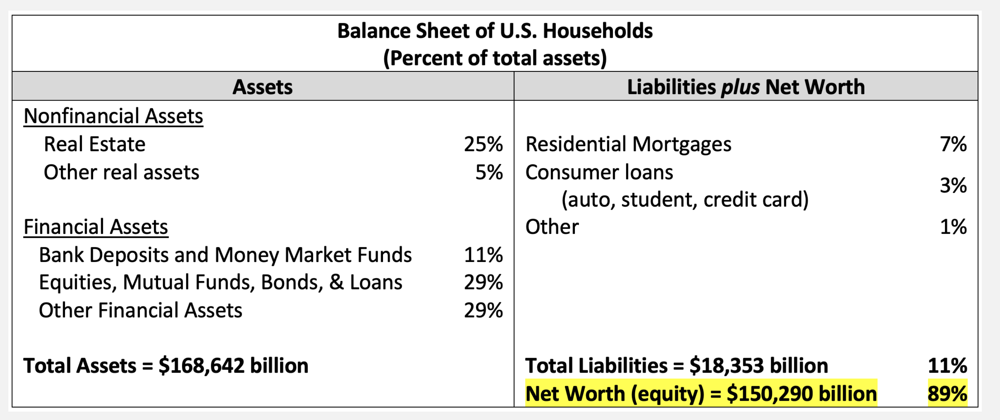 Balance Sheet of U.S. Households
(Percent of total assets)
Assets
Liabilities plus Net Worth
Nonfinancial Assets
Real Estate 25%
Other real assets 5%
Financial Assets
Bank Deposits and Money Market Funds 11%
Equities, Mutual Funds, Bonds, & Loans 29%
Other Financial Assets 29%
Total Assets = $168,642 billion
Residential Mortgages 7%
Consumer loans
(auto, student, credit card) 3%
Other 1%
Total Liabilities = $18,353 billion 11%
Net Worth (equity) = $150,290 billion 89%